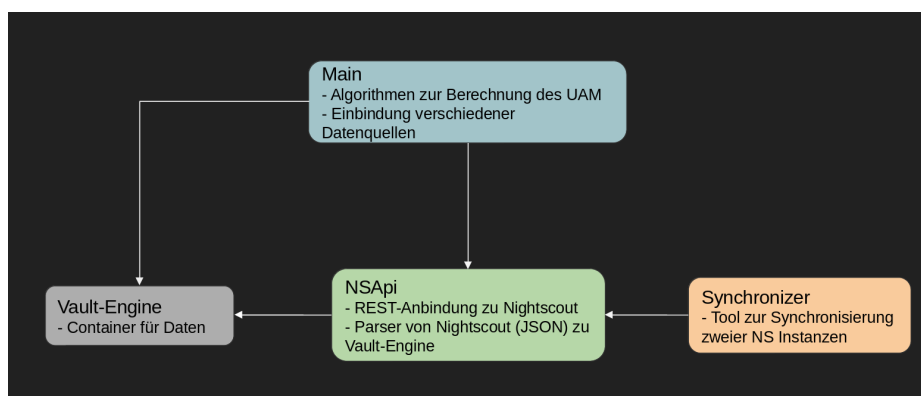 Main
- Algorithmen zur Berechnung des UAM
- Einbindung verschiedener
Datenquellen
Vault-Engine
- Container für Daten
NSApi
- REST-Anbindung zu Nightscout
- Parser von Nightscout (JSON) zu
Vault-Engine
Synchronizer
- Tool zur Synchronisierung
zweier NS Instanzen